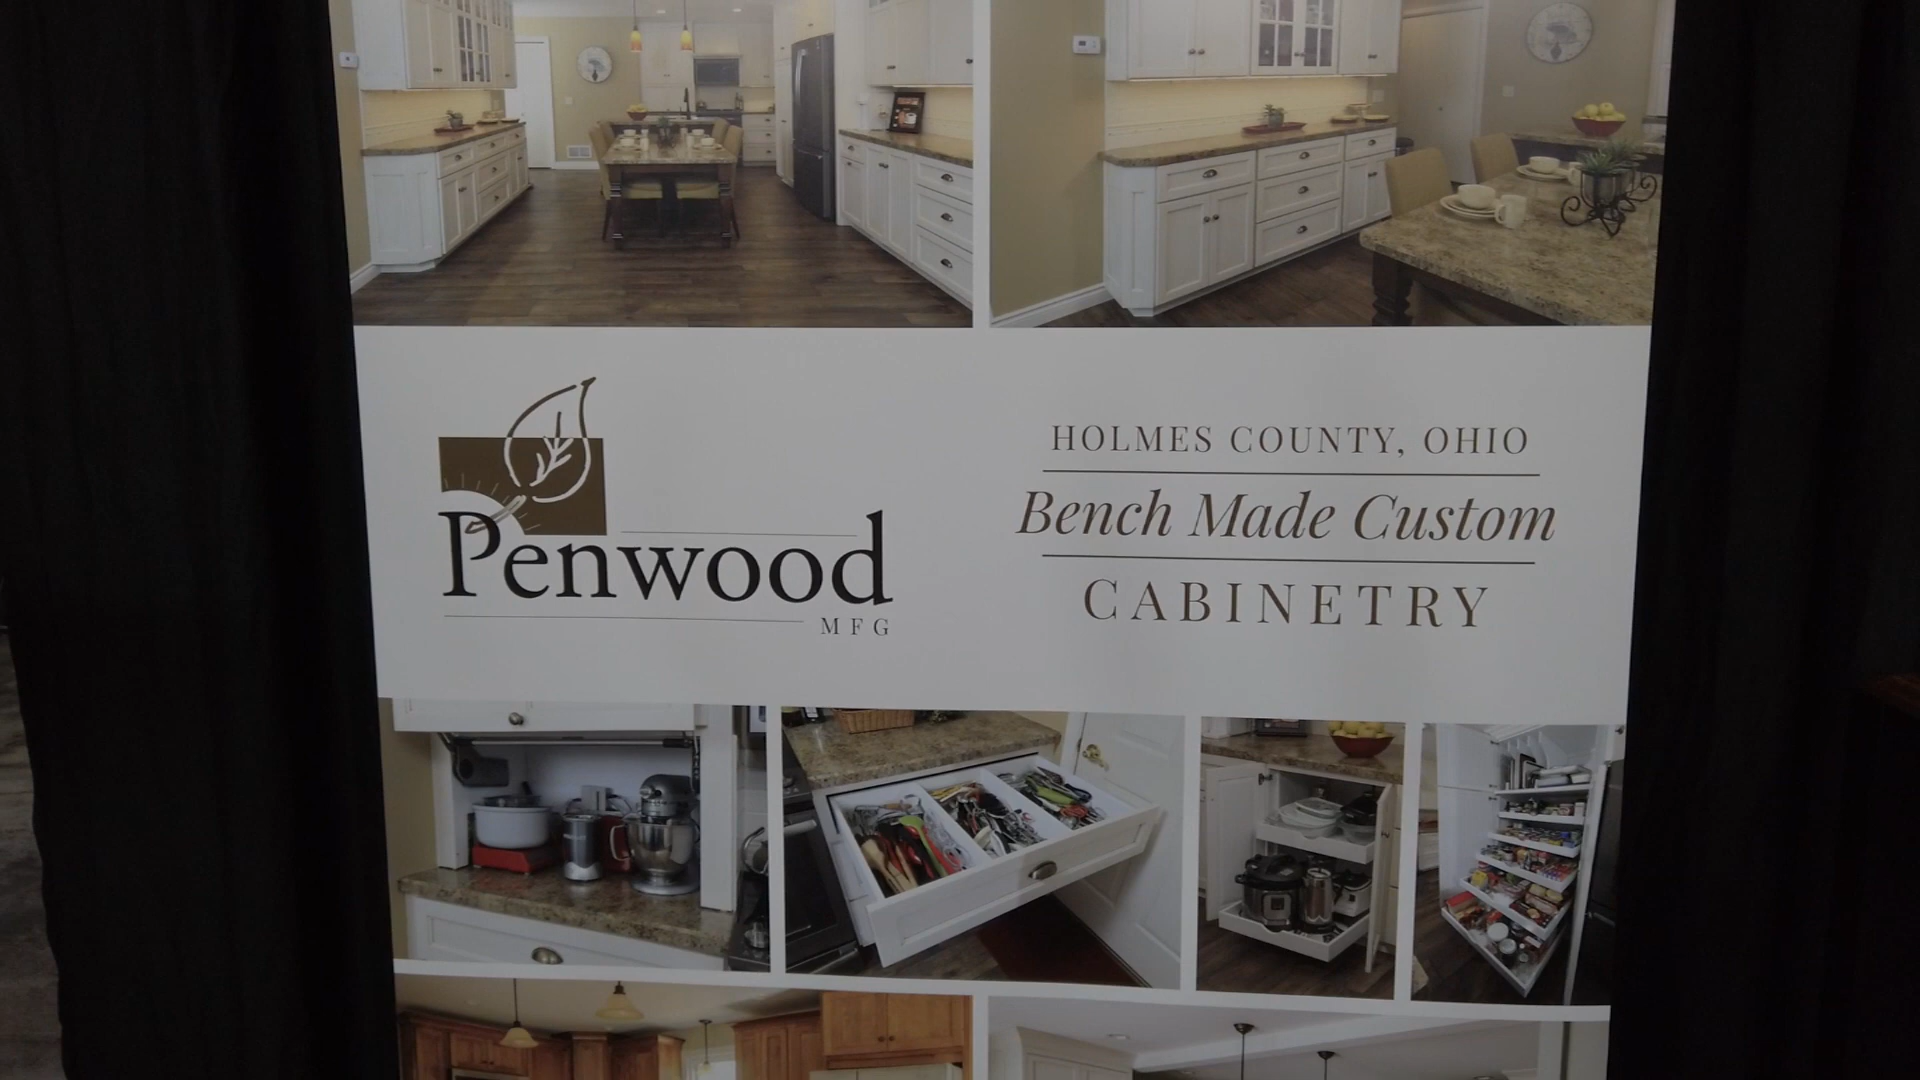 Penwood
MFG
HOLMES COUNTY, OHIO
Bench Made Custom
CABINETRY